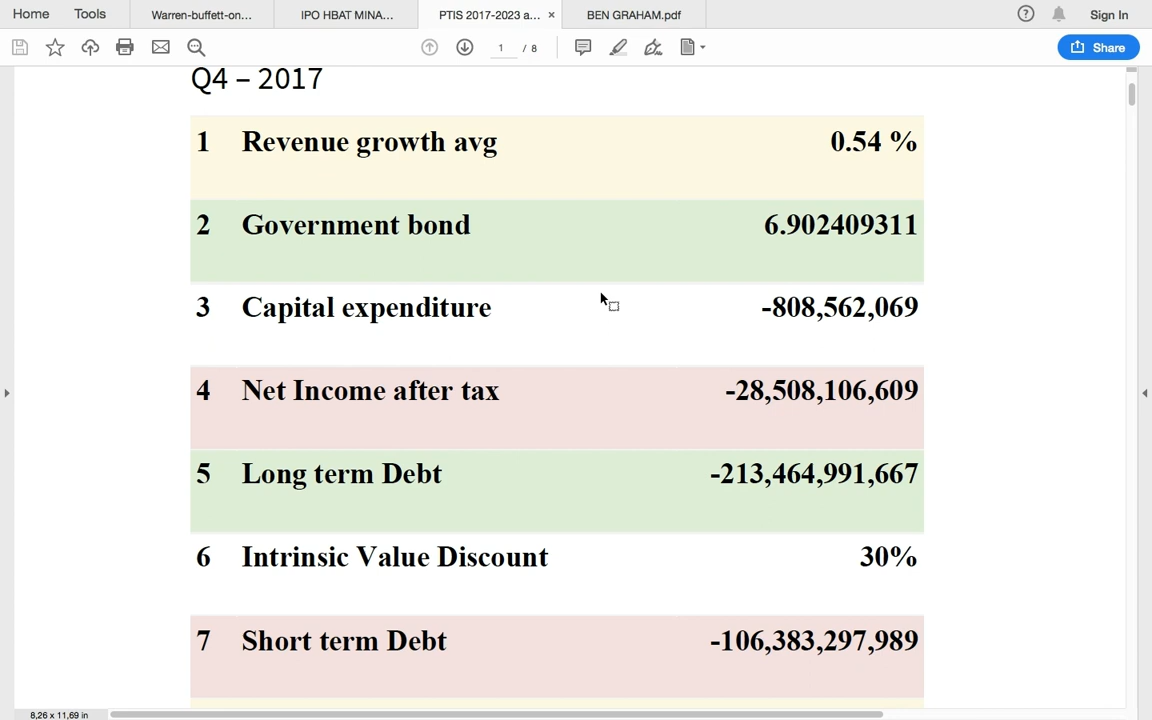 Home Tools Warren-buffett-on... IPO HBAT MINA... PTIS 2017-2023 a... × BEN GRAHAM.pdf ? Sign In
1 / 8 Share
Q4 – 2017
1 Revenue growth avg 0.54 %
2 Government bond 6.902409311
3 Capital expenditure -808,562,069
4 Net Income after tax -28,508,106,609
5 Long term Debt -213,464,991,667
6 Intrinsic Value Discount 30%
7 Short term Debt -106,383,297,989
8,26 x 11,69 in